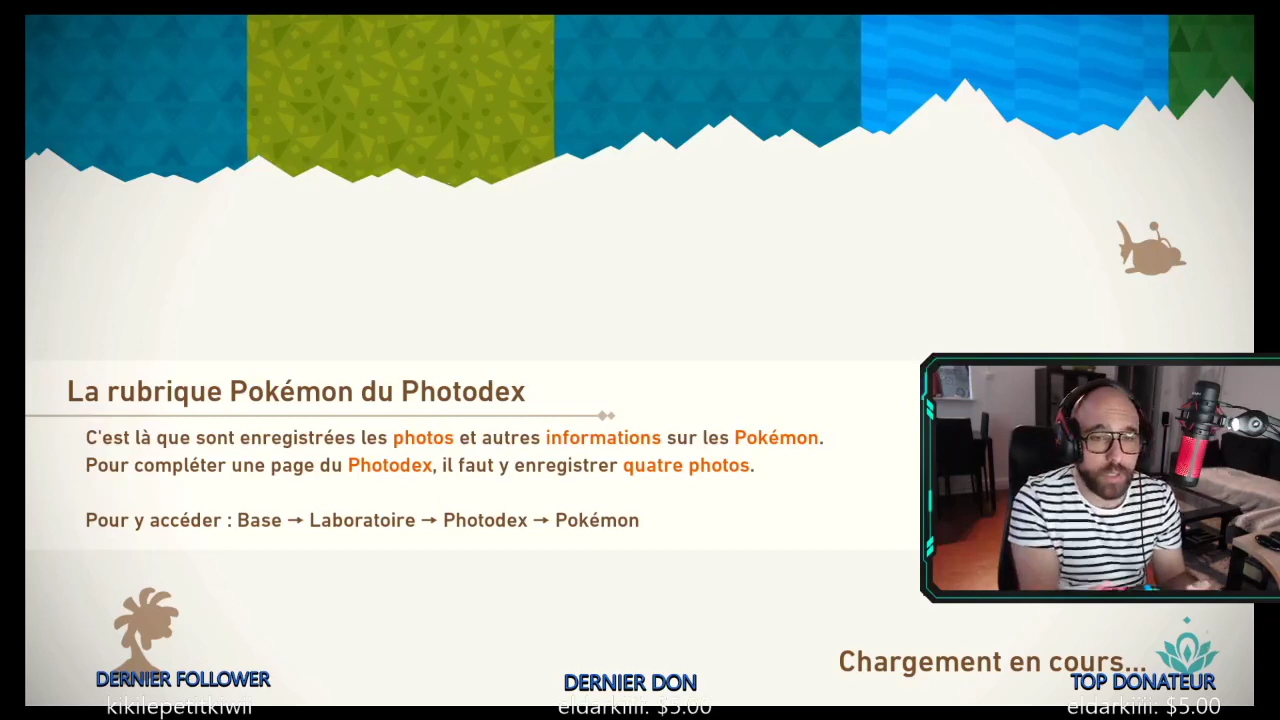 La rubrique Pokémon du Photodex
C'est là que sont enregistrées les photos et autres informations sur les Pokémon.
Pour compléter une page du Photodex, il faut y enregistrer quatre photos.
Pour y accéder : Base → Laboratoire → Photodex → Pokémon
Chargement en cours...
DERNIER FOLLOWER
kikilepetitkiwii
DERNIER DON
eldarkiiii: $5.00
TOP DONATEUR
eldarkiiii: $5.00